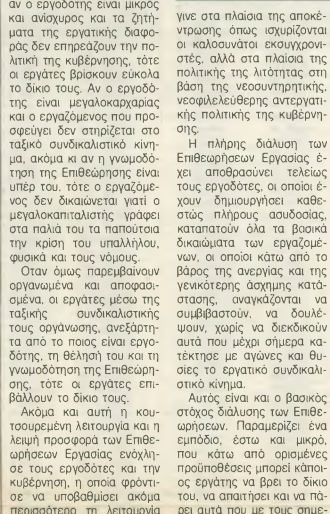 αν ο εργοδότης είναι μικρός
και ανίσχυρος και τα ζητή-
ματα της εργατικής διαφο-
ράς δεν επηρεάζουν την πο-
λιτική της κυβέρνησης, τότε
οι εργάτες βρίσκουν εύκολα
το δίκιο τους. Αν ο εργοδό-
της είναι μεγαλοκαρχαρίας
και ο εργαζόμενος που προ-
σφεύγει δεν στηρίζεται στο
ταξικό συνδικαλιστικό κίνη-
μα, ακόμα κι αν η γνωμοδό-
τηση της Επιθεώρησης είναι
υπέρ του, τότε ο εργαζόμε-
νος δεν δικαιώνεται γιατί ο
μεγαλοκαπιταλιστής γράφει
στα παλιά του τα παπούτσια
την κρίση του υπαλλήλου,
φυσικά και τους νόμους.
Οταν όμως παρεμβαίνουν
οργανωμένα και αποφασι-
σμένα, οι εργάτες μέσω της
ταξικής συνδικαλιστικής
τους οργάνωσης, ανεξάρτη-
τα από το ποιος είναι εργο-
δότης, τη θέλησή του και τη
γνωμοδότηση της Επιθεώρη-
σης, τότε οι εργάτες επι-
βάλλουν το δίκιο τους.
Ακόμα και αυτή η κου-
τσουρεμένη λειτουργία και η
λειψή προσφορά των Επιθε-
ωρήσεων Εργασίας ενόχλη-
σε τους εργοδότες και την
κυβέρνηση, η οποία φρόντι-
σε να υποβαθμίσει ακόμα
περισσότερο τη λειτουργία
γινε στα πλαίσια της αποκέ-
ντρωσης όπως ισχυρίζονται
οι καλοσυνάτοι εκσυγχρονι-
στές, αλλά στα πλαίσια της
πολιτικής της λιτότητας στη
βάση της νεοσυντηρητικής,
νεοφιλελεύθερης αντεργατι-
κής πολιτικής της κυβέρνη-
σης.
Η πλήρης διάλυση των
Επιθεωρήσεων Εργασίας έ-
χει αποθρασύνει τελείως
τους εργοδότες, οι οποίοι έ-
χουν δημιουργήσει καθε-
στώς πλήρους ασυδοσίας,
καταπατούν όλα τα βασικά
δικαιώματα των εργαζομέ-
νων, οι οποίοι κάτω από το
βάρος της ανεργίας και της
γενικότερης άσχημης κατά-
στασης, αναγκάζονται να
συμβιβαστούν, να δουλέ-
ψουν, χωρίς να διεκδικούν
αυτά που μέχρι σήμερα κα-
τέκτησε με αγώνες και θυ-
σίες το εργατικό συνδικαλι-
στικό κίνημα.
Αυτός είναι και ο βασικός
στόχος διάλυσης των Επιθε-
ωρήσεων. Παραμερίζει ένα
εμπόδιο, έστω και μικρό,
που κάτω από ορισμένες
προϋποθέσεις μπορεί κάποι-
ος εργάτης να βρει το δίκιο
του, να απαιτήσει και να πά-
ρει αυτά που με τους σημε-